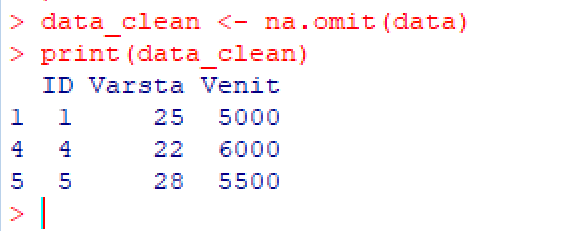 > data_clean <- na.omit(data)
> print(data_clean)
  ID Varsta Venit
1  1     25  5000
4  4     22  6000
5  5     28  5500
>